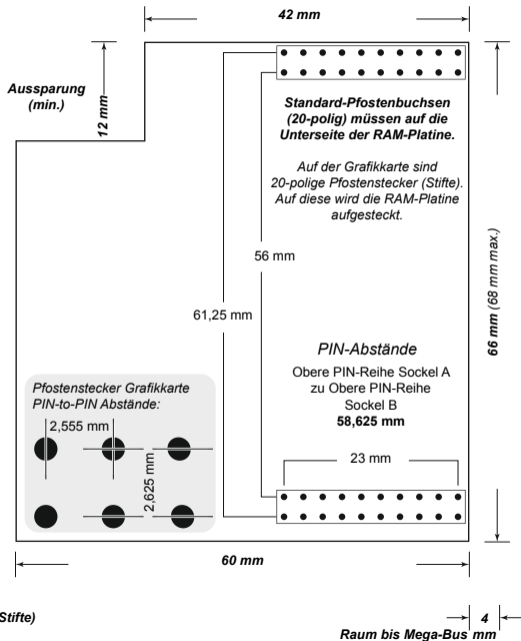 42 mm
Aussparung
(min.)
12 mm
Standard-Pfostenbuchsen
(20-polig) müssen auf die
Unterseite der RAM-Platine.
Auf der Grafikkarte sind
20-polige Pfostenstecker (Stifte).
Auf diese wird die RAM-Platine
aufgesteckt.
56 mm
61,25 mm
66 mm (68 mm max.)
PIN-Abstände
Obere PIN-Reihe Sockel A
zu Obere PIN-Reihe
Sockel B
58,625 mm
23 mm
Pfostenstecker Grafikkarte
PIN-to-PIN Abstände:
2,555 mm
2,625 mm
60 mm
Stifte)
4
Raum bis Mega-Bus mm